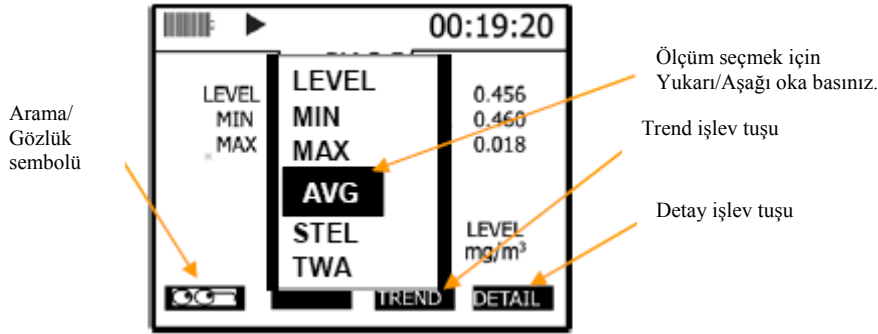 00:19:20
Ölçüm seçmek için
Yukarı/Aşağı oka basınız.
Arama/
Gözlük
sembolü
LEVEL
MIN
MAX
LEVEL
MIN
MAX
AVG
STEL
TWA
0.456
0.460
0.018
Trend işlev tuşu
Detay işlev tuşu
LEVEL
mg/m³
TREND
DETAIL